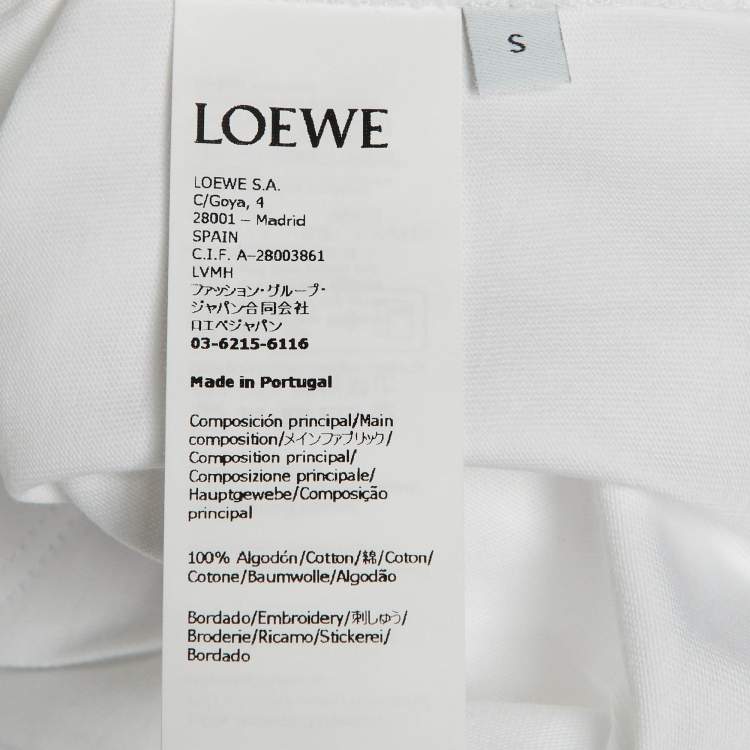 S
LOEWE
LOEWE S.A.
C/Goya, 4
28001 – Madrid
SPAIN
C.I.F. A-28003861
LVMH
ファッション・グループ・
ジャパン合同会社
ロエベジャパン
03-6215-6116
Made in Portugal
Composición principal/Main
composition/メインファブリック/
Composition principal/
Composizione principale/
Hauptgewebe/Composição
principal
100% Algodón/Cotton/綿/Coton/
Cotone/Baumwolle/Algodão
Bordado/Embroidery/刺しゅう/
Broderie/Ricamo/Stickerei/
Bordado